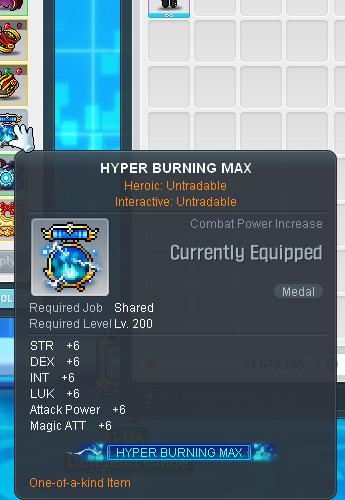 HYPER BURNING MAX
Heroic: Untradable
Interactive: Untradable
Combat Power Increase
Currently Equipped
Medal
Required Job Shared
Required Level Lv. 200
STR +6
DEX +6
INT +6
LUK +6
Attack Power +6
Magic ATT +6
HYPER BURNING MAX
One-of-a-kind Item